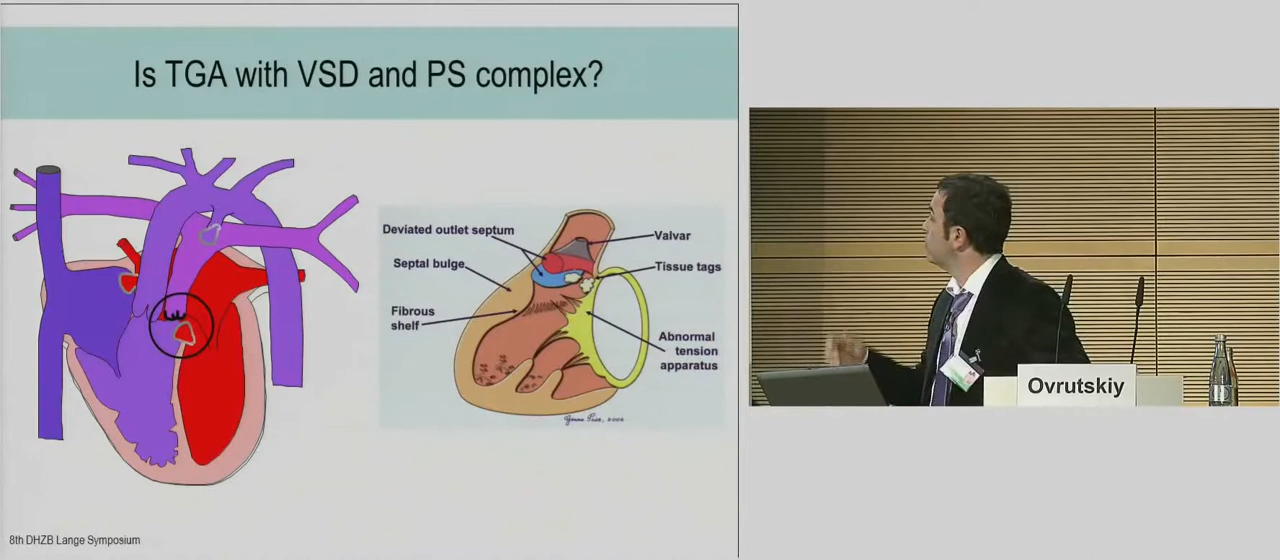 Is TGA with VSD and PS complex?
Deviated outlet septum
Septal bulge
Fibrous
shelf
Valvar
Tissue tags
Abnormal
tension
apparatus
8th DHZB Lange Symposium
Ovrutskiy